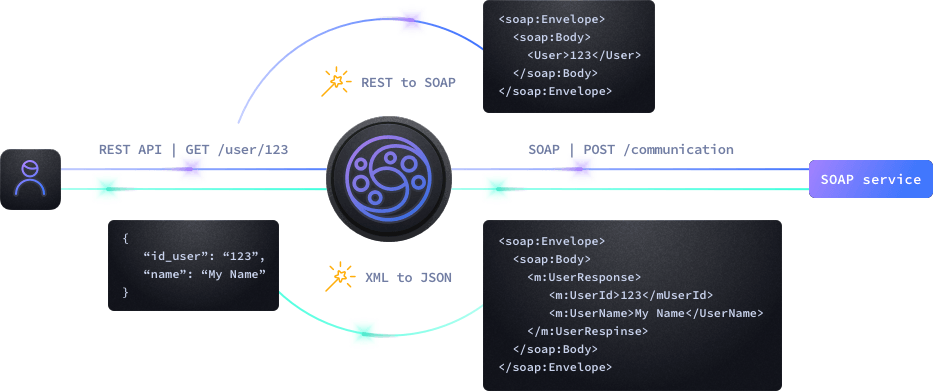 <soap:Envelope>
<soap:Body>
<User>123</User>
</soap:Body>
</soap:Envelope>
REST to SOAP
REST API | GET /user/123
SOAP | POST /communication
SOAP service
{
“id_user”: “123”,
“name”: “My Name”
}
XML to JSON
<soap:Envelope>
<soap:Body>
<m:UserResponse>
<m:UserId>123</mUserId>
<m:UserName>My Name</UserName>
</m:UserRespinse>
</soap:Body>
</soap:Envelope>